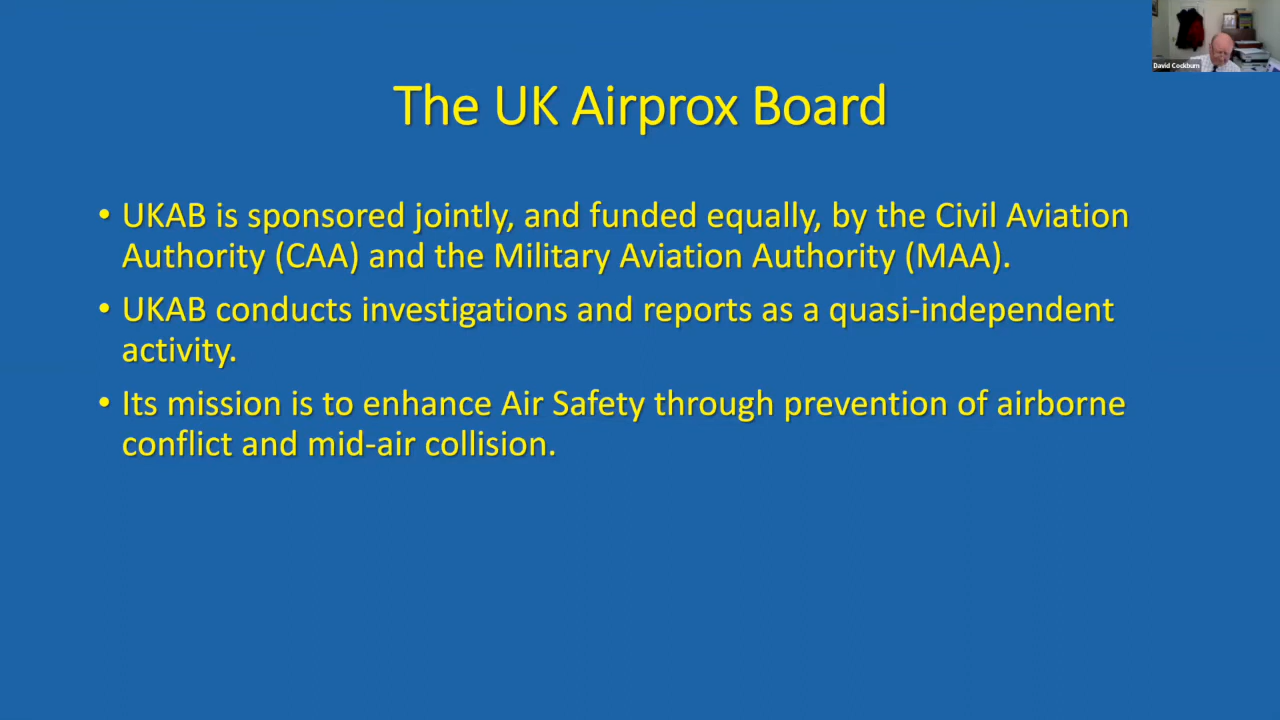 David Cockburn
The UK Airprox Board
• UKAB is sponsored jointly, and funded equally, by the Civil Aviation
Authority (CAA) and the Military Aviation Authority (MAA).
• UKAB conducts investigations and reports as a quasi-independent
activity.
• Its mission is to enhance Air Safety through prevention of airborne
conflict and mid-air collision.